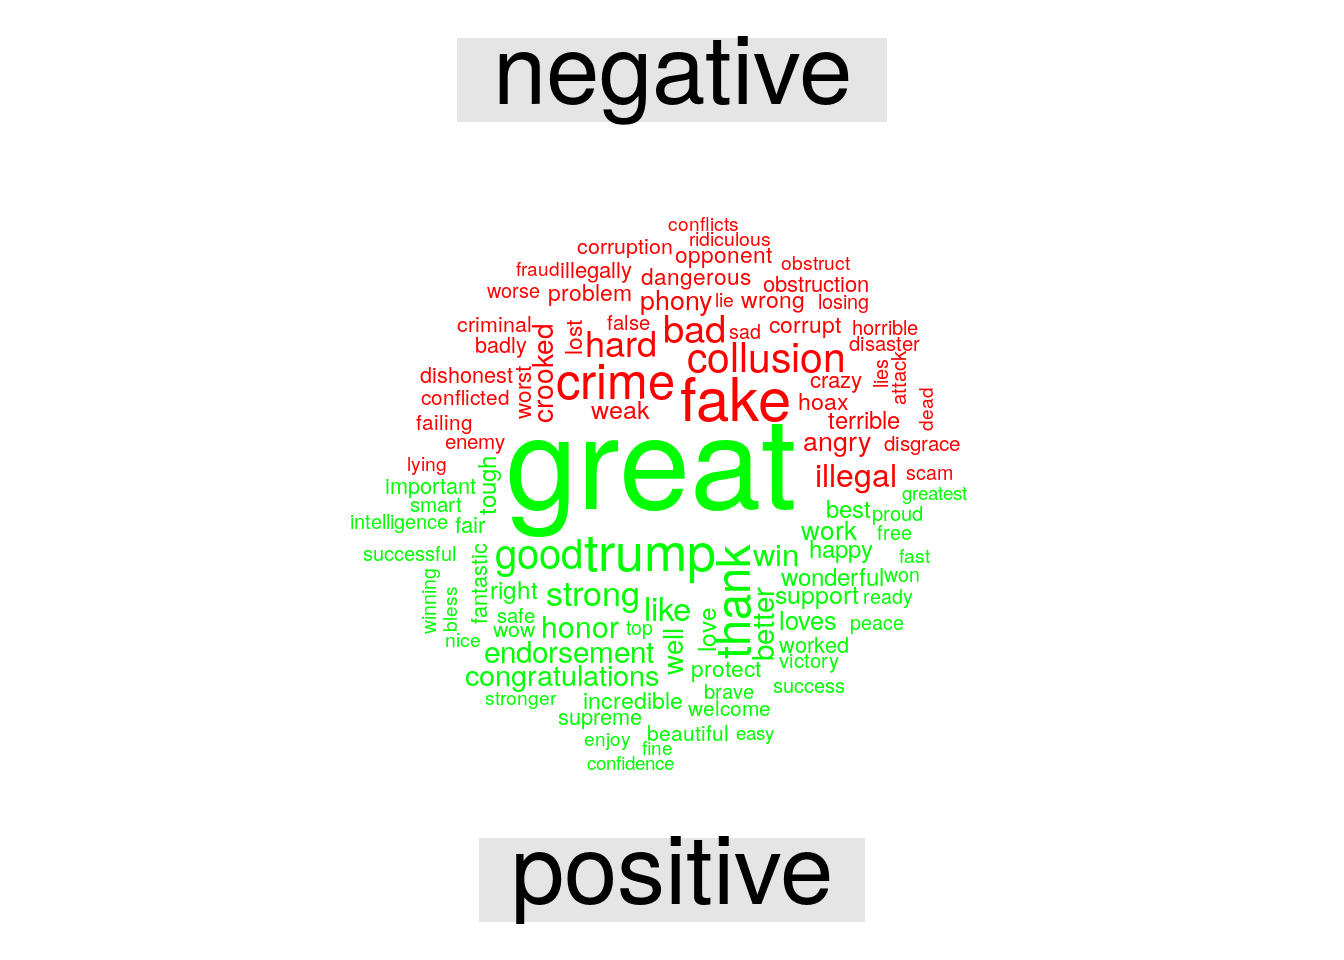 negative
conflicts
ridiculous
corruption
opponent
obstruct
fraud
illegally
dangerous
obstruction
worse
problem
phony
lie
wrong
losing
criminal
false
bad
sad
corrupt
horrible
badly
crooked
lost
hard
collusion
disaster
dishonest
worst
crime
fake
crazy
lies
attack
conflicted
weak
hoax
dead
failing
terrible
enemy
great
angry
disgrace
lying
tough
illegal
scam
important
greatest
smart
best
proud
intelligence
fair
work
free
successful
good
trump
win
happy
fast
fantastic
thank
wonderful
won
winning
bless
right
strong
like
better
support
ready
safe
wow
honor
top
love
loves
peace
nice
endorsement
well
worked
victory
congratulations
protect
stronger
incredible
brave
success
supreme
welcome
enjoy
beautiful
easy
fine
confidence
positive